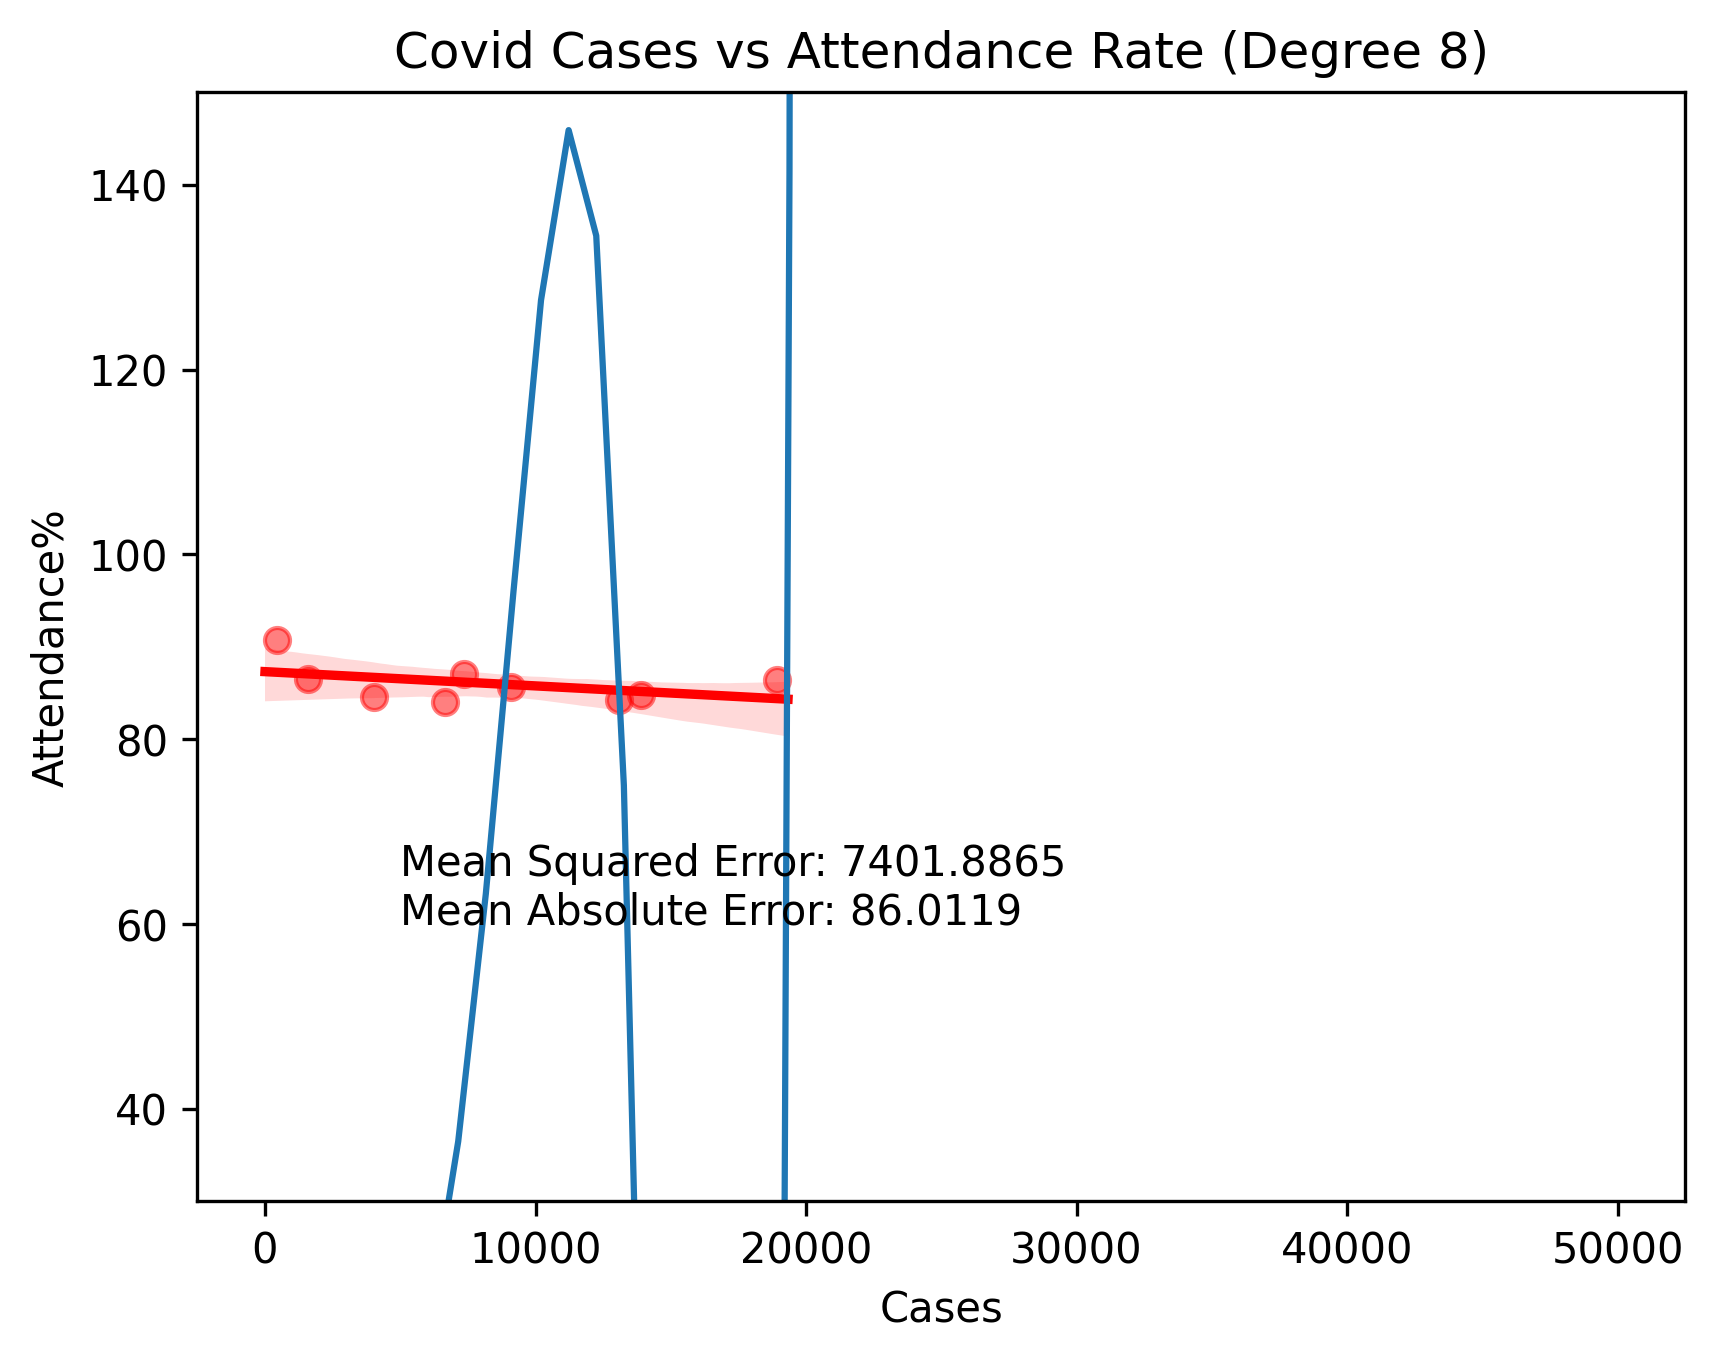 Covid Cases vs Attendance Rate (Degree 8)
140
120
100
80
60
40
Attendance%
Mean Squared Error: 7401.8865
Mean Absolute Error: 86.0119
0 10000 20000 30000 40000 50000
Cases